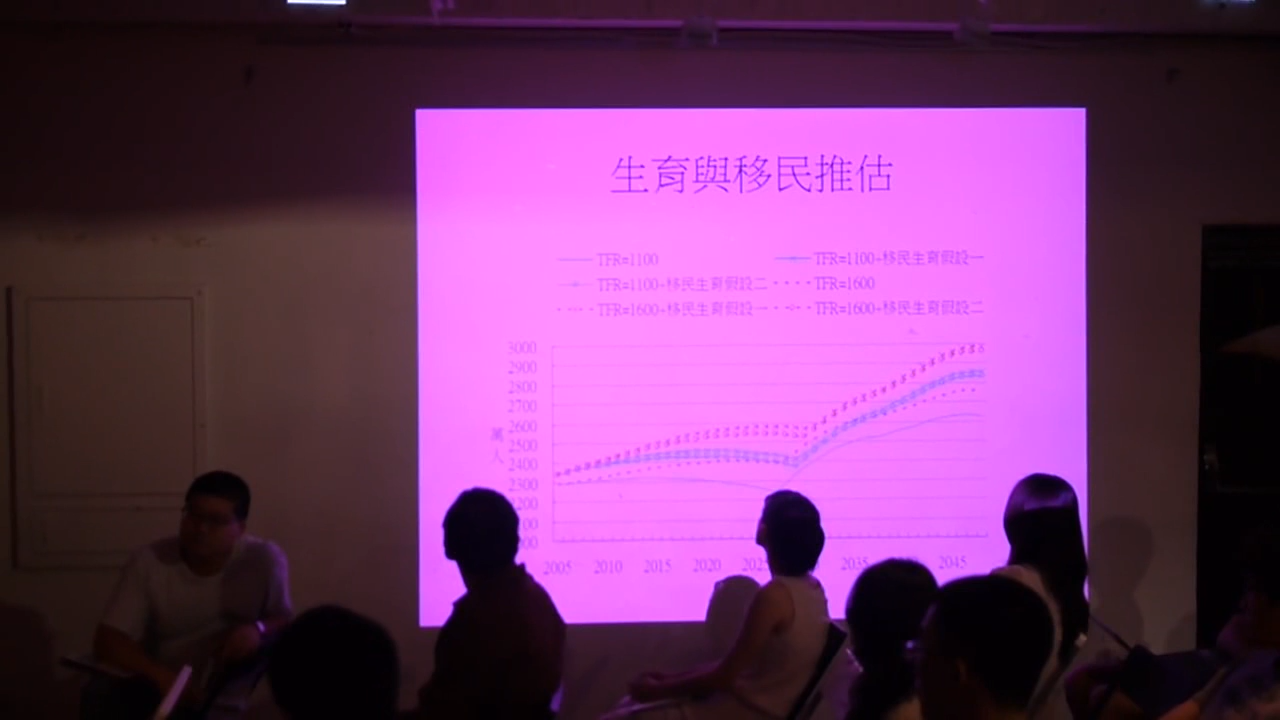 生育與移民推估
TFR=1100 TFR=1100+移民生育假設一
TFR=1100+移民生育假設二 TFR=1600
TFR=1600+移民生育假設一 TFR=1600+移民生育假設二
3000
2900
2800
2700
2600
2500
2400
2300
萬人
2005 2010 2015 2020 2035 2045